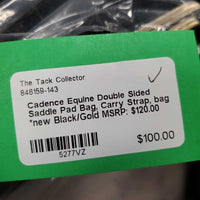 The Tack Collector
846159-143
Cadence Equine Double Sided
Saddle Pad Bag, Carry Strap, bag
*new Black/Gold MSRP: $120.00
$100.00
5277VZ